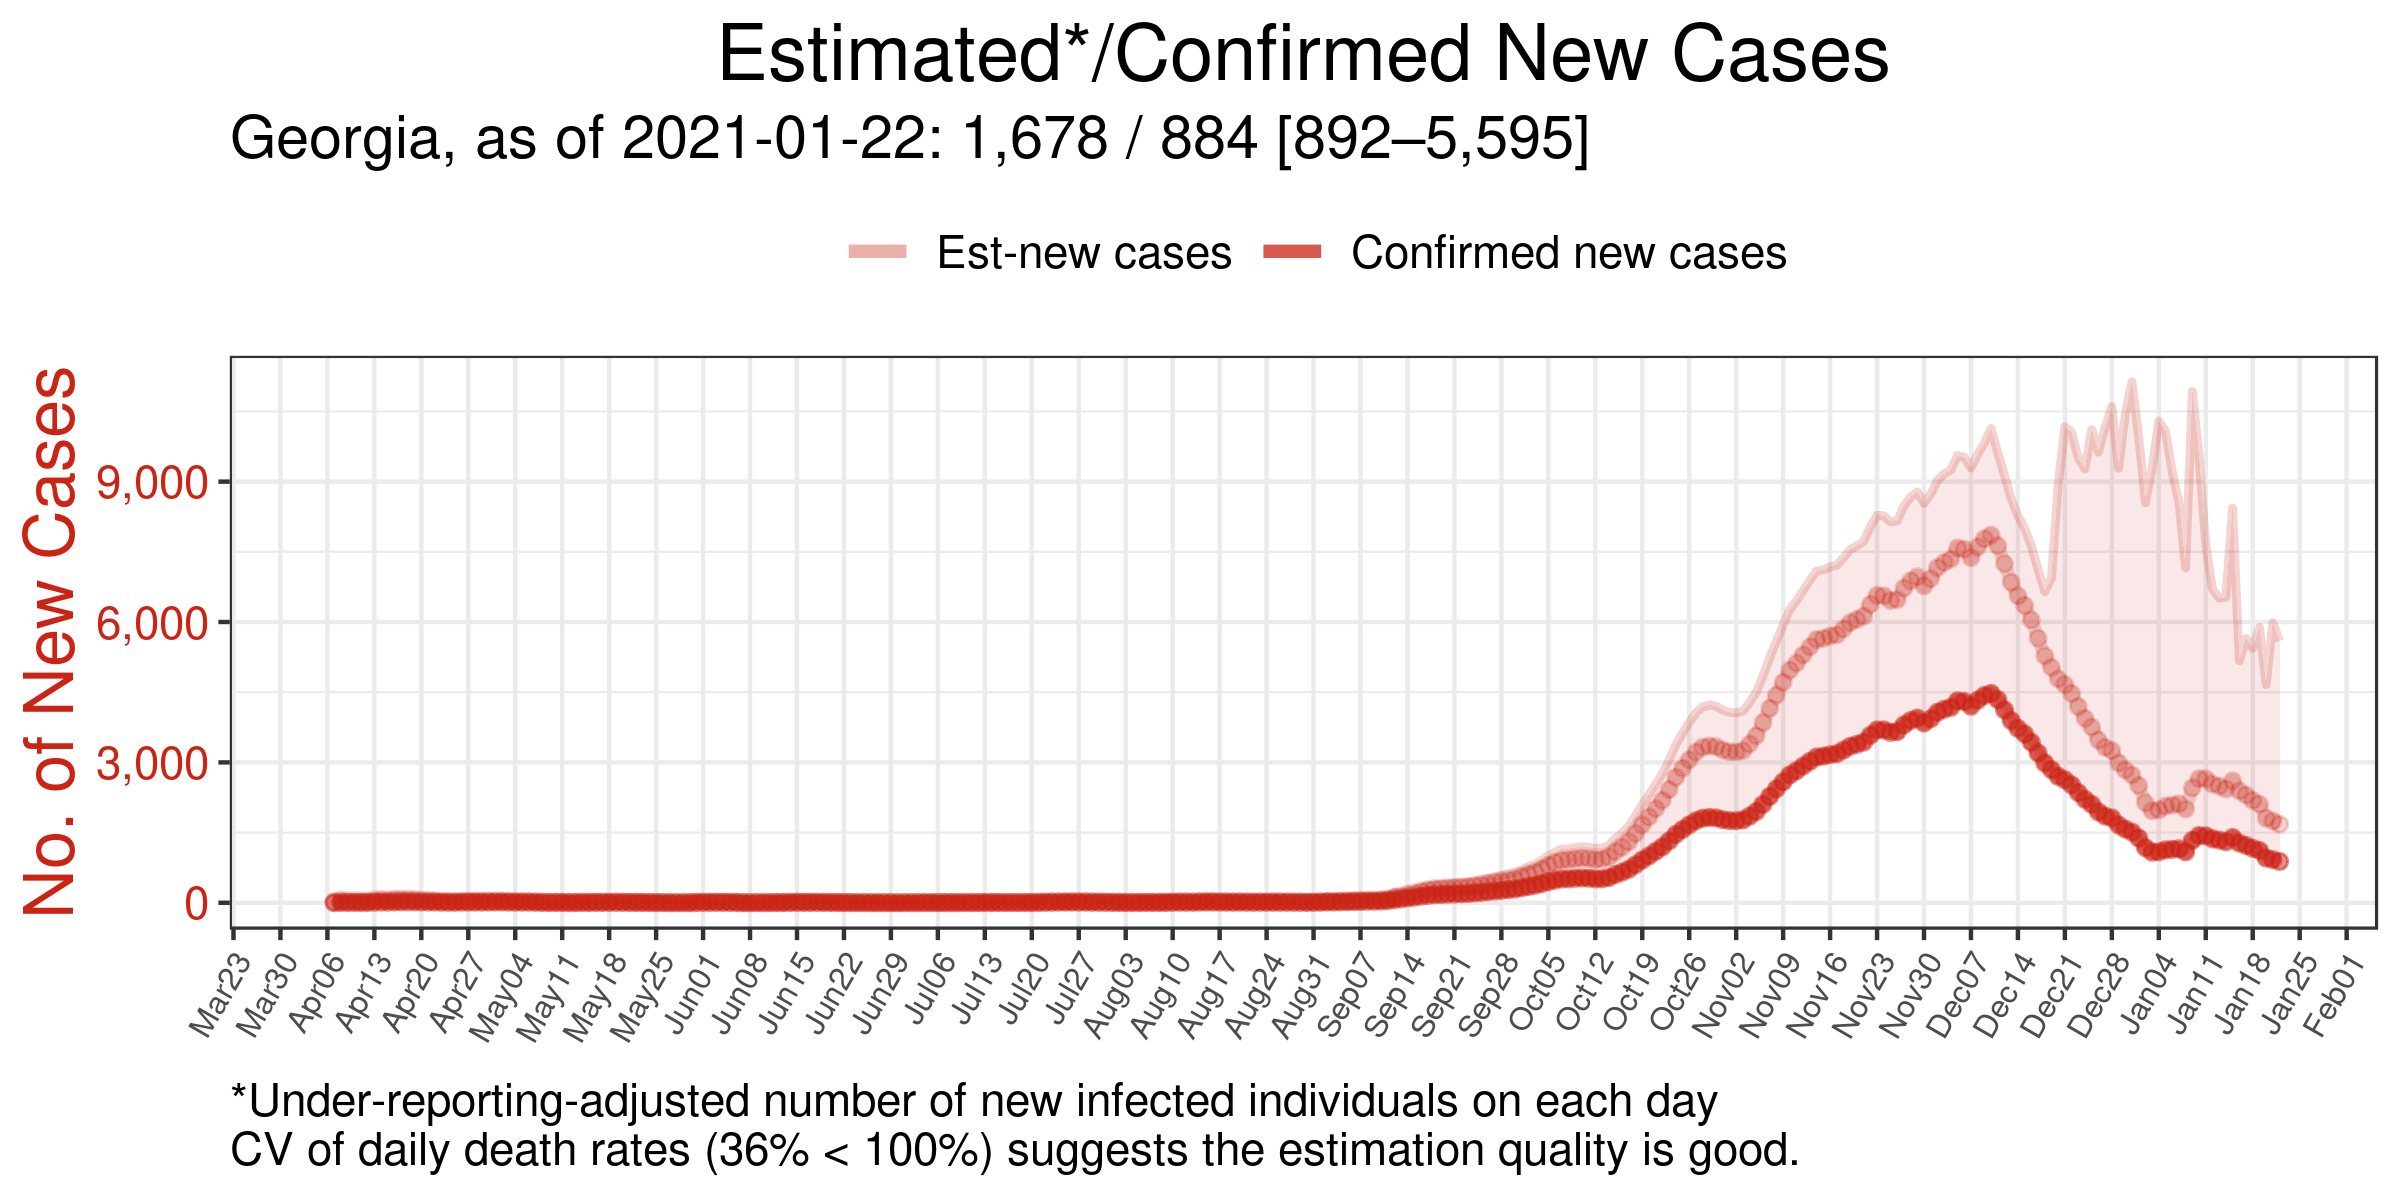 Estimated*/Confirmed New Cases
Georgia, as of 2021-01-22: 1,678 / 884 [892–5,595]
Est-new cases Confirmed new cases
No. of New Cases
9,000
6,000
3,000
0
Mar23 Mar30 Apr06 Apr13 Apr20 Apr27 May04 May11 May18 May25 Jun01 Jun08 Jun15 Jun22 Jun29 Jul06 Jul13 Jul20 Jul27 Aug03 Aug10 Aug17 Aug24 Aug31 Sep07 Sep14 Sep21 Sep28 Oct05 Oct12 Oct19 Oct26 Nov02 Nov09 Nov16 Nov23 Nov30 Dec07 Dec14 Dec21 Dec28 Jan04 Jan11 Jan18 Jan25 Feb01
*Under-reporting-adjusted number of new infected individuals on each day
CV of daily death rates (36% < 100%) suggests the estimation quality is good.